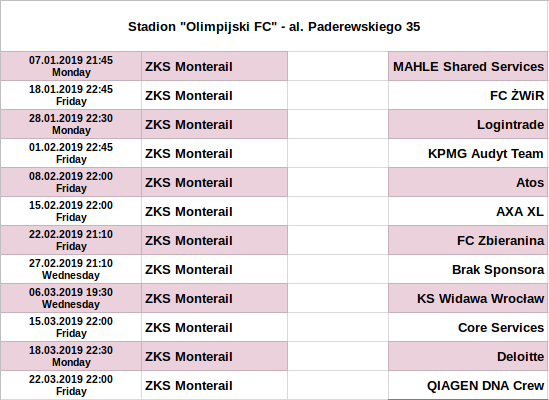 Stadion "Olimpijski FC" - al. Paderewskiego 35
07.01.2019 21:45
Monday
ZKS Monterail
MAHLE Shared Services
18.01.2019 22:45
Friday
ZKS Monterail
FC ŻWiR
28.01.2019 22:30
Monday
ZKS Monterail
Logintrade
01.02.2019 22:45
Friday
ZKS Monterail
KPMG Audyt Team
08.02.2019 22:00
Friday
ZKS Monterail
Atos
15.02.2019 22:00
Friday
ZKS Monterail
AXA XL
22.02.2019 21:10
Friday
ZKS Monterail
FC Zbieranina
27.02.2019 21:10
Wednesday
ZKS Monterail
Brak Sponsora
06.03.2019 19:30
Wednesday
ZKS Monterail
KS Widawa Wrocław
15.03.2019 22:00
Friday
ZKS Monterail
Core Services
18.03.2019 22:30
Monday
ZKS Monterail
Deloitte
22.03.2019 22:00
Friday
ZKS Monterail
QIAGEN DNA Crew